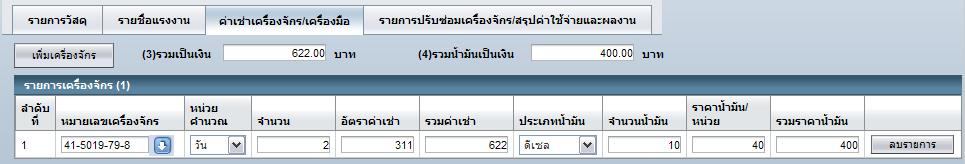 รายการวัสดุ รายชื่อแรงงาน ค่าเช่าเครื่องจักร/เครื่องมือ รายการปรับซ่อมเครื่องจักร/สรุปค่าใช้จ่ายและผลงาน
เพิ่มเครื่องจักร (3)รวมเป็นเงิน 622.00 บาท (4)รวมน้ำมันเป็นเงิน 400.00 บาท
รายการเครื่องจักร (1)
ลำดับที่ หมายเลขเครื่องจักร หน่วยคำนวณ จำนวน อัตราค่าเช่า รวมค่าเช่า ประเภทน้ำมัน จำนวนน้ำมัน ราคาน้ำมัน/หน่วย รวมราคาน้ำมัน
1 41-5019-79-8 วัน 2 311 622 ดีเซล 10 40 400 ลบรายการ